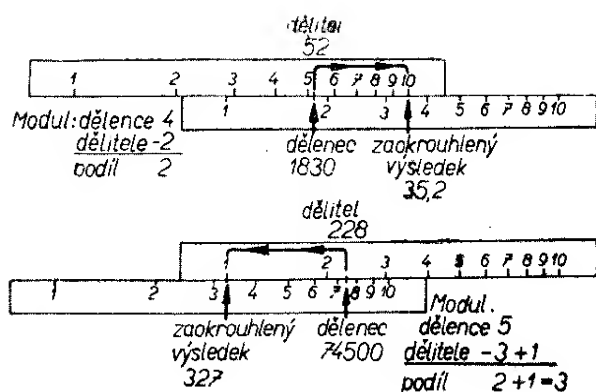 dělitel
52
1 2 3 4 5 6 7 8 9 10
1 2 3 4 5 6 7 8 9 10
Modul: dělence 4
dělitele -2
podíl 2
dělenec
1830
zaokrouhlený
výsledek
35,2
dělitel
228
1 2 3 4 5 6 7 8 9 10
1 2 3 4 5 6 7 8 9 10
zaokrouhlený
výsledek
327
dělenec
74500
Modul.
dělence 5
dělitele -3+1
podíl 2+1=3